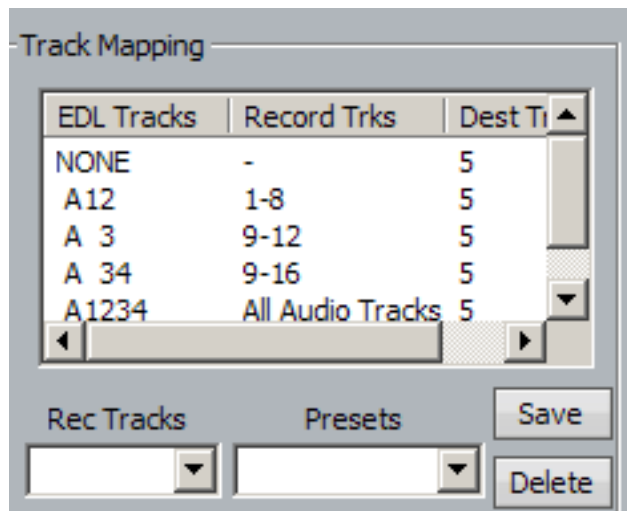 Track Mapping
EDL Tracks Record Trks Dest
NONE - 5
A12 1-8 5
A 3 9-12 5
A 34 9-16 5
A1234 All Audio Tracks 5
Rec Tracks Presets Save
Delete